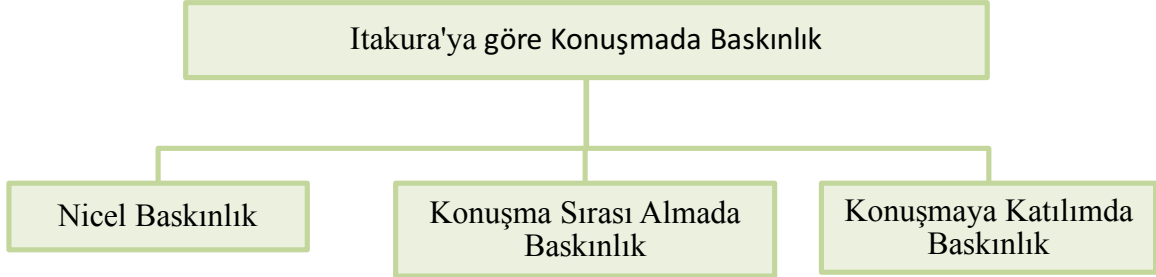 Itakura'ya göre Konuşmada Baskınlık
Nicel Baskınlık
Konuşma Sırası Almada
Baskınlık
Konuşmaya Katılımda
Baskınlık